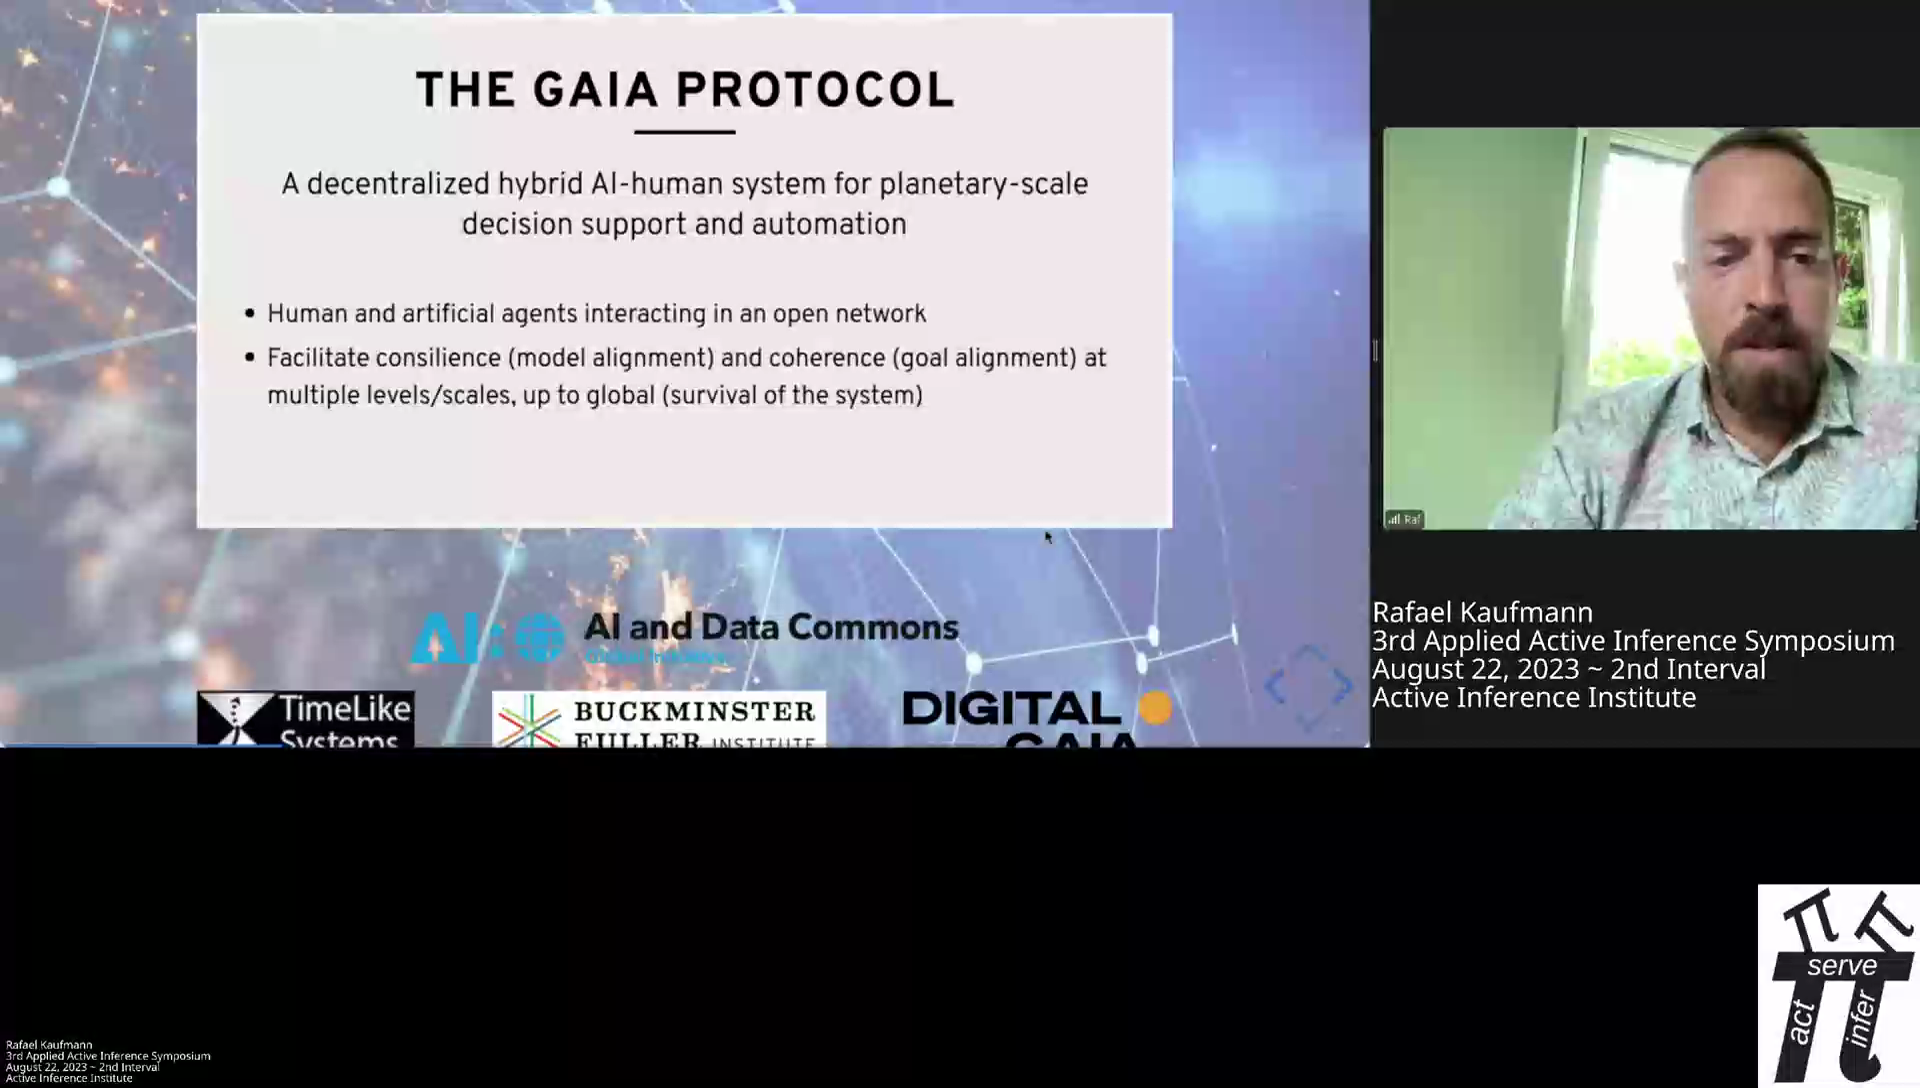 THE GAIA PROTOCOL
A decentralized hybrid AI-human system for planetary-scale
decision support and automation
• Human and artificial agents interacting in an open network
• Facilitate consilience (model alignment) and coherence (goal alignment) at
multiple levels/scales, up to global (survival of the system)
AI and Data Commons
Global Initiative
TimeLike
Systems
BUCKMINSTER
FULLER INSTITUTE
DIGITAL
GAIA
Raf
Rafael Kaufmann
3rd Applied Active Inference Symposium
August 22, 2023 ~ 2nd Interval
Active Inference Institute
serve
act
infer
Rafael Kaufmann
3rd Applied Active Inference Symposium
August 22, 2023 ~ 2nd Interval
Active Inference Institute